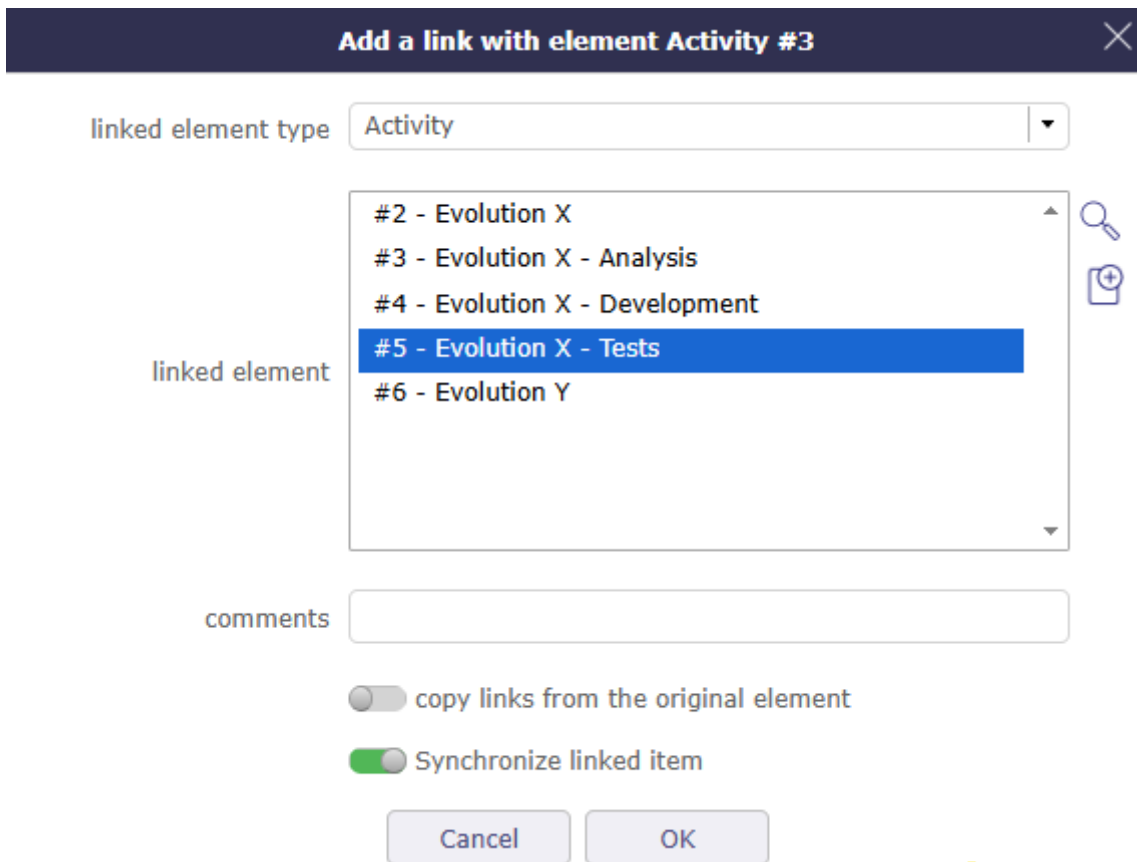 Add a link with element Activity #3
linked element type
Activity
#2 - Evolution X
#3 - Evolution X - Analysis
#4 - Evolution X - Development
#5 - Evolution X - Tests
linked element
#6 - Evolution Y
comments
copy links from the original element
Synchronize linked item
Cancel OK